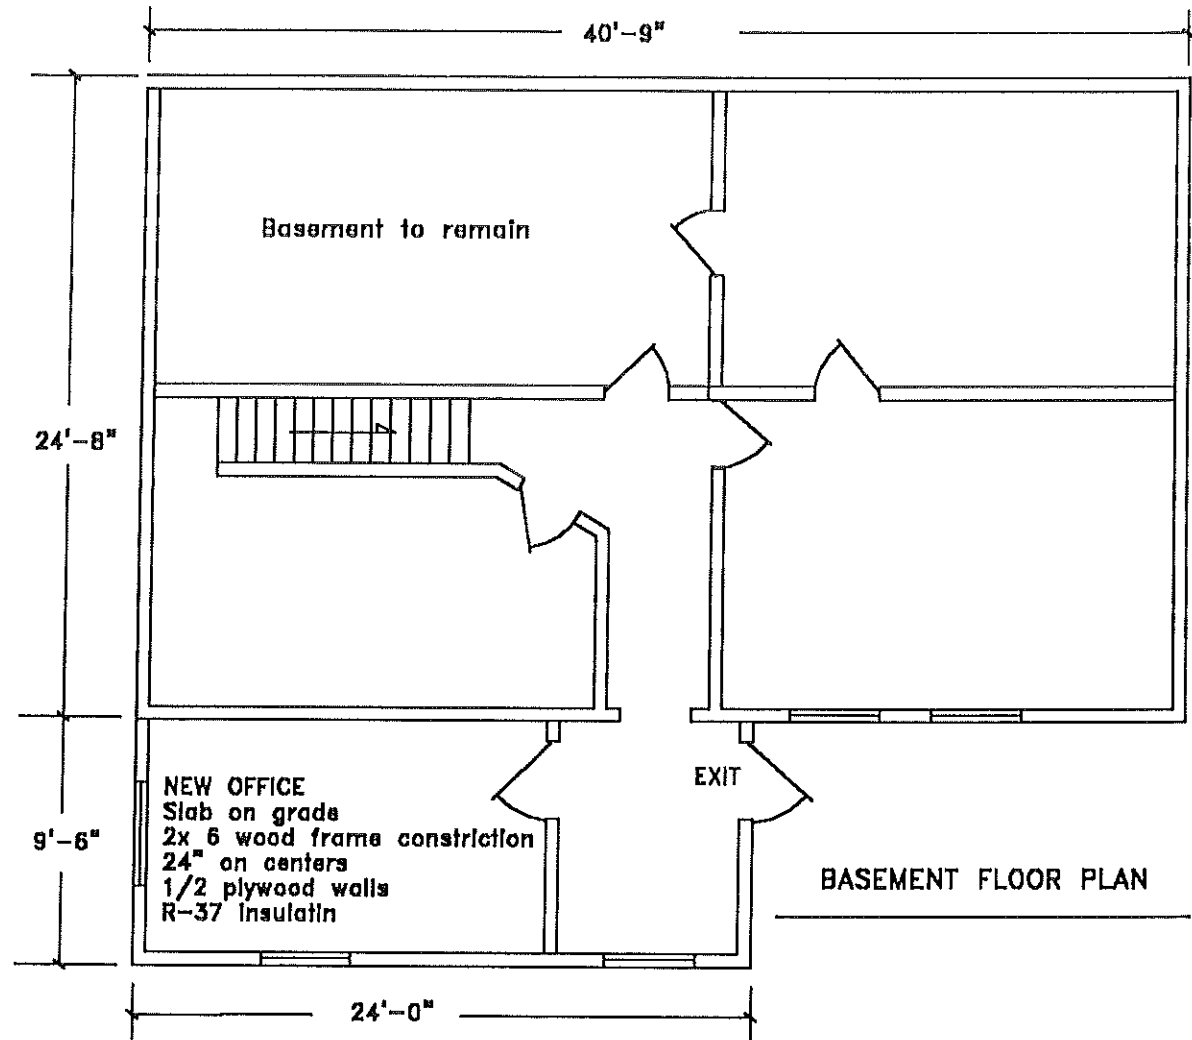 40'-9"
Basement to remain
24'-8"
NEW OFFICE
Slab on grade
2x 6 wood frame constriction
24" on centers
1/2 plywood walls
R-37 insulatin
EXIT
9'-6"
BASEMENT FLOOR PLAN
24'-0"